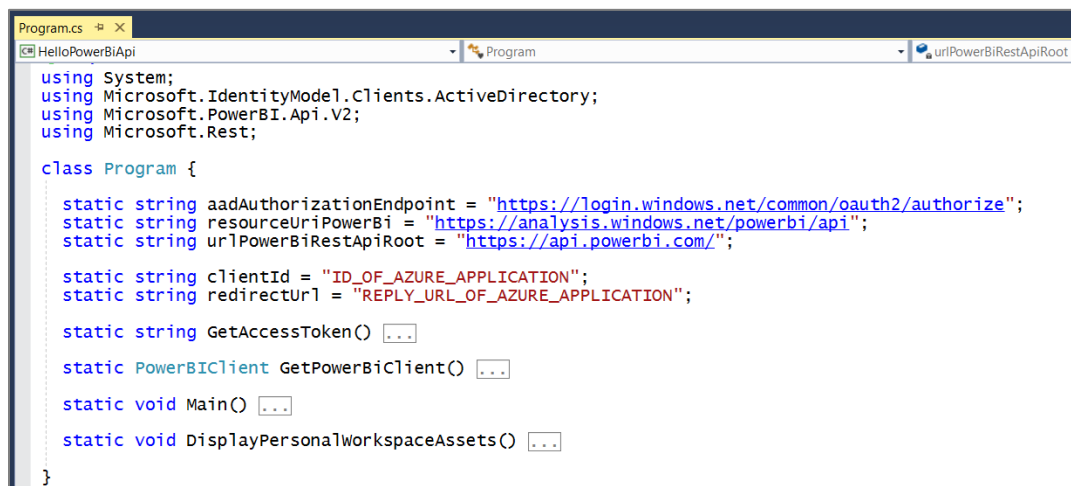 Program.cs
C# HelloPowerBiApi Program urlPowerBiRestApiRoot
using System;
using Microsoft.IdentityModel.Clients.ActiveDirectory;
using Microsoft.PowerBI.Api.V2;
using Microsoft.Rest;
class Program {
static string aadAuthorizationEndpoint = "https://login.windows.net/common/oauth2/authorize";
static string resourceUriPowerBi = "https://analysis.windows.net/powerbi/api";
static string urlPowerBiRestApiRoot = "https://api.powerbi.com/";
static string clientId = "ID_OF_AZURE_APPLICATION";
static string redirectUrl = "REPLY_URL_OF_AZURE_APPLICATION";
static string GetAccessToken() ...
static PowerBIClient GetPowerBiClient() ...
static void Main() ...
static void DisplayPersonalWorkspaceAssets() ...
}